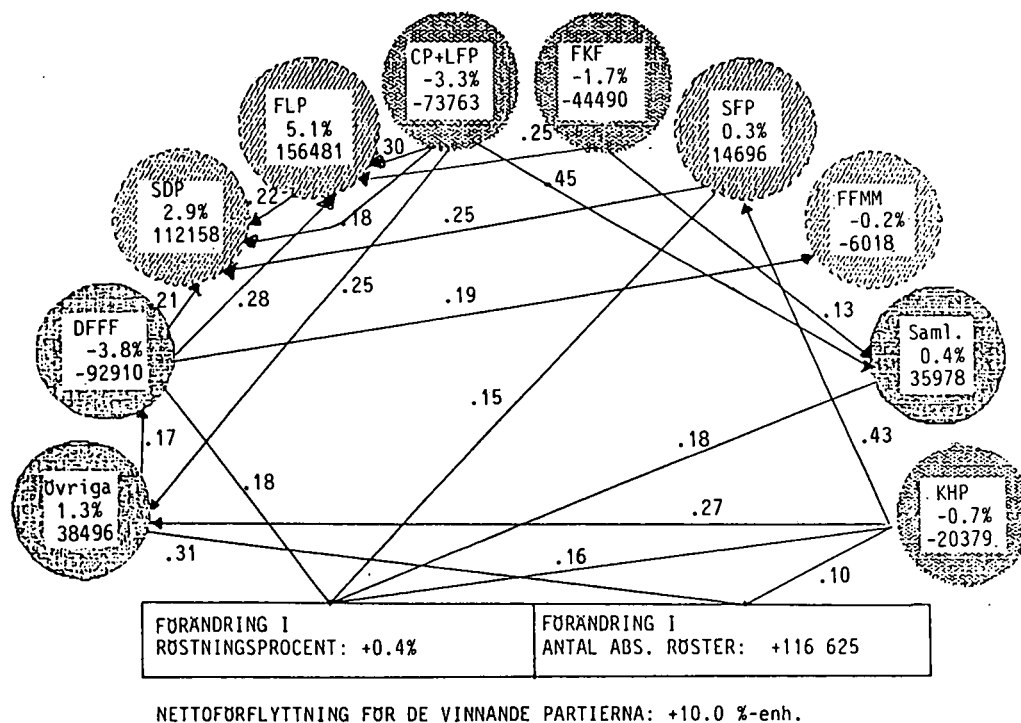 CP+LFP
-3.3%
-73763
FKF
-1.7%
-44490
FLP
5.1%
156481
SFP
0.3%
14696
.30
.25
.45
SDP
2.9%
112158
.22
.18
.25
FFMM
-0.2%
-6018
.21
.28
.25
.19
.13
DFFF
-3.8%
-92910
Saml.
0.4%
35978
.15
.17
.18
.18
.43
Övriga
1.3%
38496
KHP
-0.7%
-20379
.27
.31
.16
.10
FÖRÄNDRING I
RÖSTNINGSPROCENT: +0.4%
FÖRÄNDRING I
ANTAL ABS. RÖSTER: +116 625
NETTOFÖRFLYTTNING FÖR DE VINNANDE PARTIERNA: +10.0 %-enh.